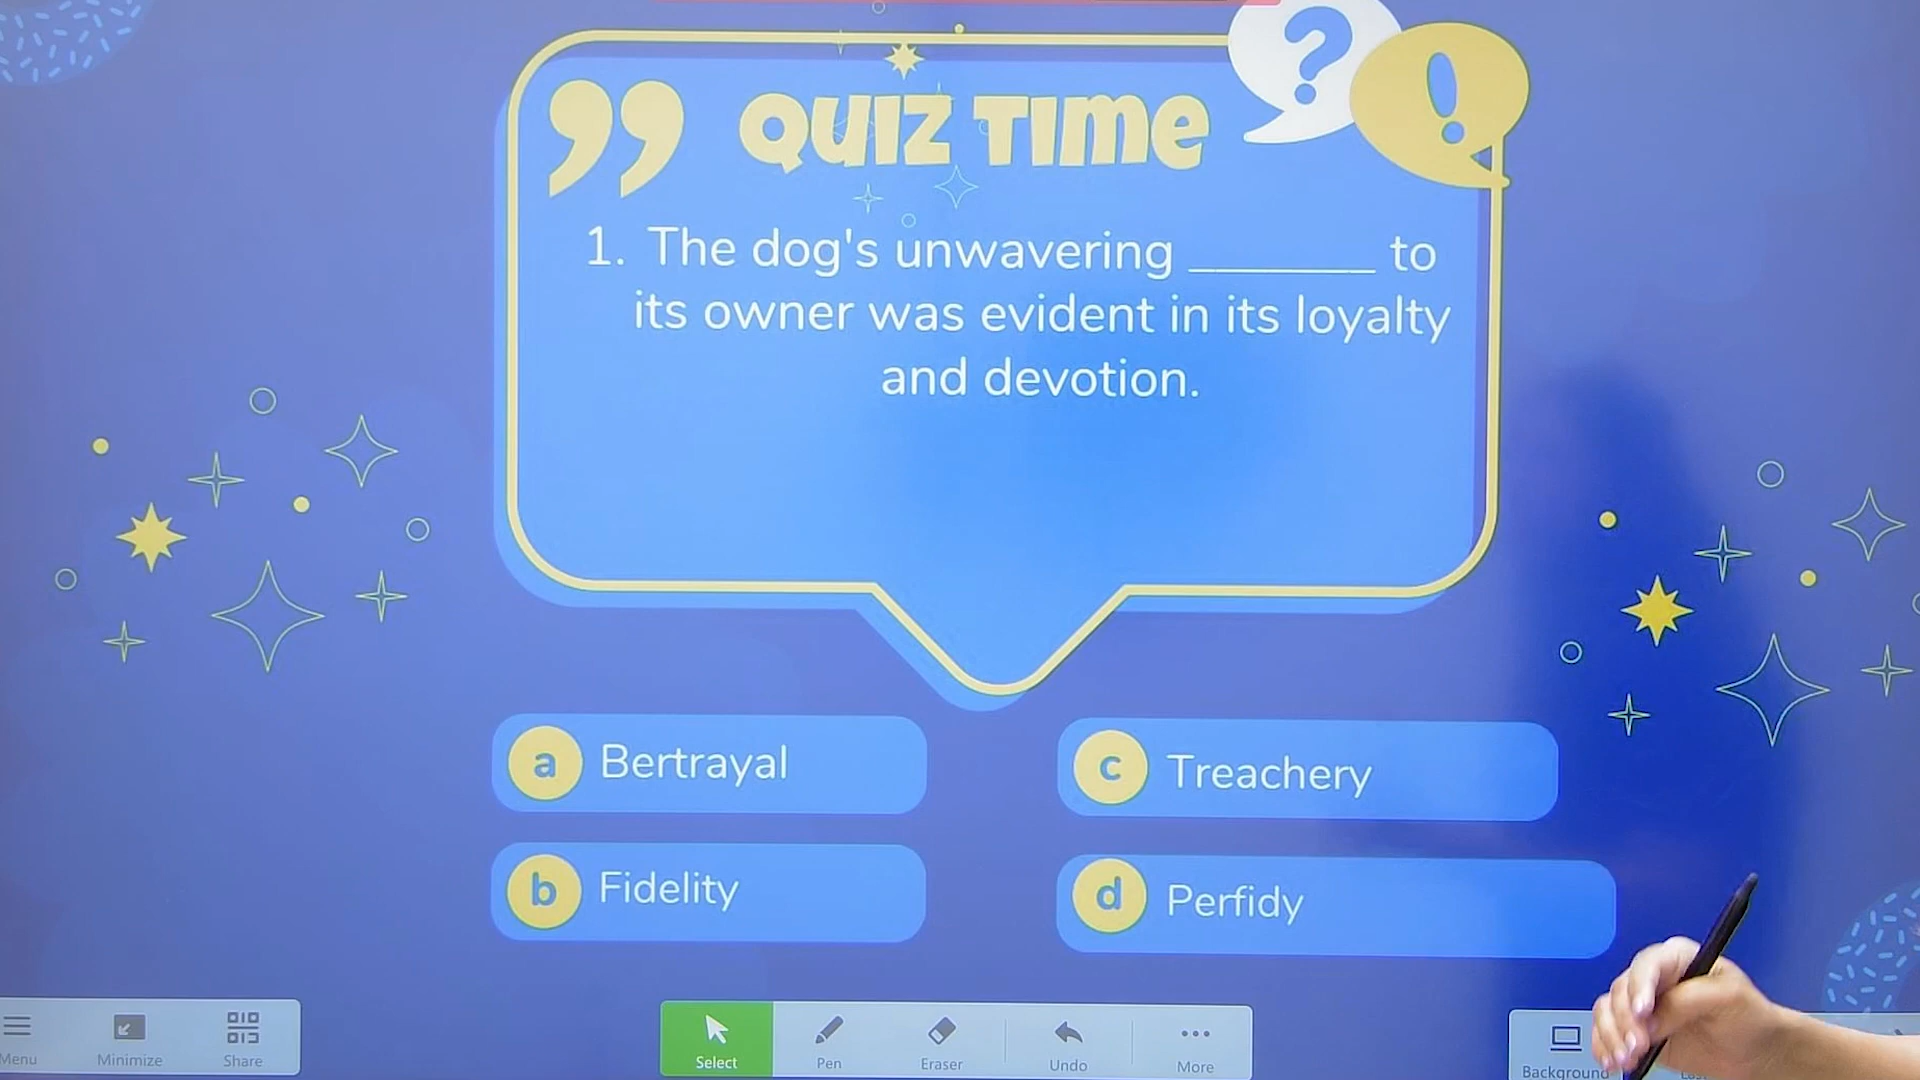 QUIZ TIME
?
!
1. The dog's unwavering _______ to
its owner was evident in its loyalty
and devotion.
a Bertrayal
c Treachery
b Fidelity
d Perfidy
Menu
Minimize
Share
Select
Pen
Eraser
Undo
More
Background